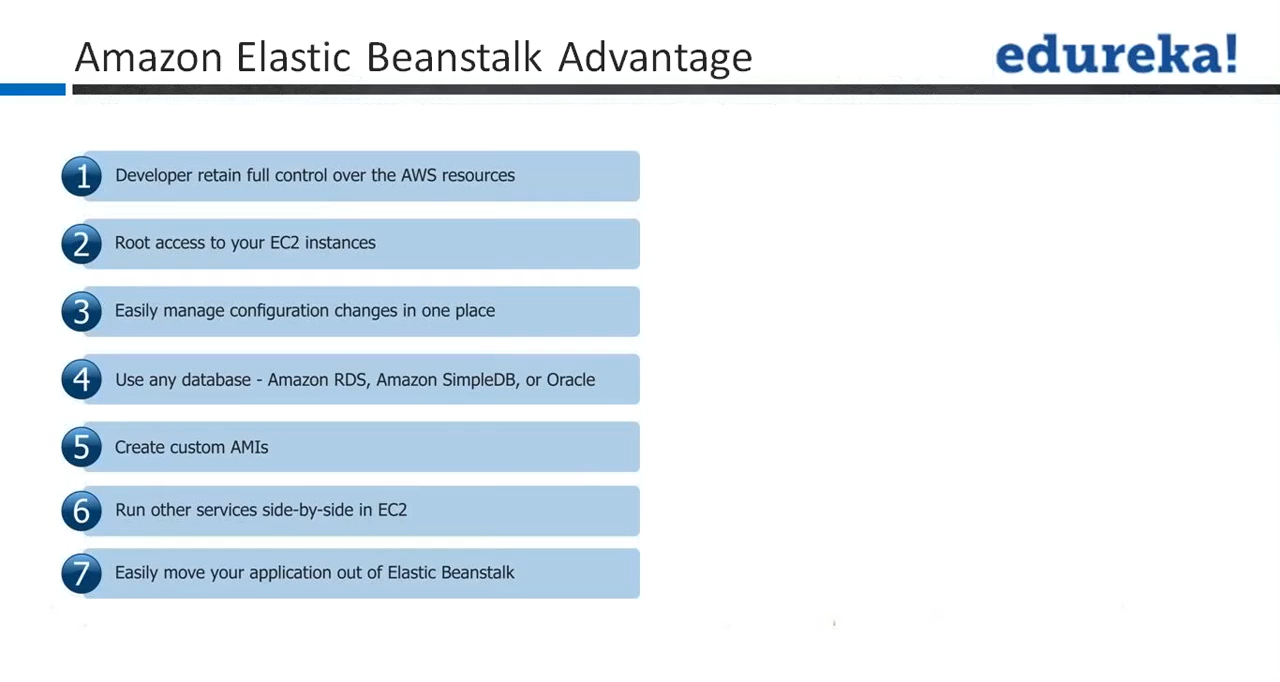 Amazon Elastic Beanstalk Advantage
edureka!
1 Developer retain full control over the AWS resources
2 Root access to your EC2 instances
3 Easily manage configuration changes in one place
4 Use any database - Amazon RDS, Amazon SimpleDB, or Oracle
5 Create custom AMIs
6 Run other services side-by-side in EC2
7 Easily move your application out of Elastic Beanstalk